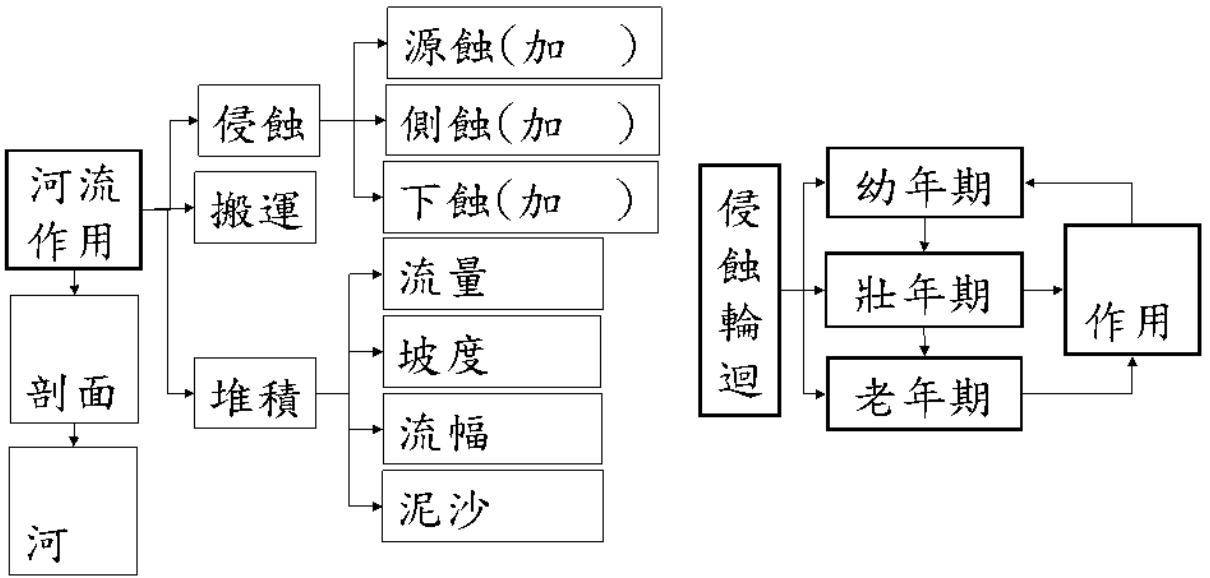 河流
作用
剖面
河
侵蝕
搬運
堆積
源蝕(加　)
側蝕(加　)
下蝕(加　)
流量
坡度
流幅
泥沙
侵
蝕
輪
迴
幼年期
壯年期
老年期
作用